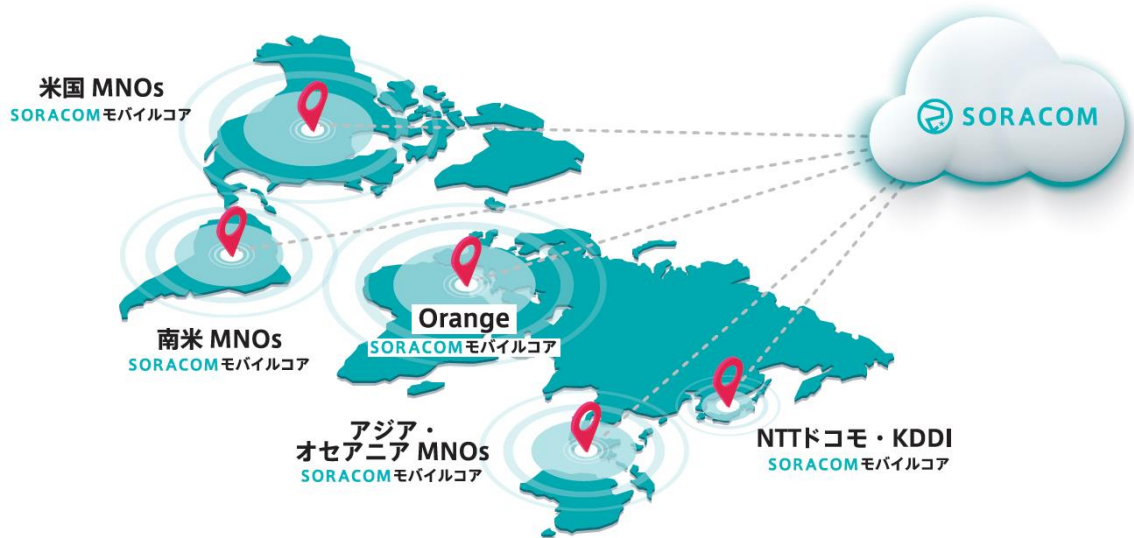 米国 MNOs
SORACOMモバイルコア
SORACOM
南米 MNOs
SORACOMモバイルコア
Orange
SORACOMモバイルコア
アジア・
オセアニア MNOs
SORACOMモバイルコア
NTTドコモ・KDDI
SORACOMモバイルコア